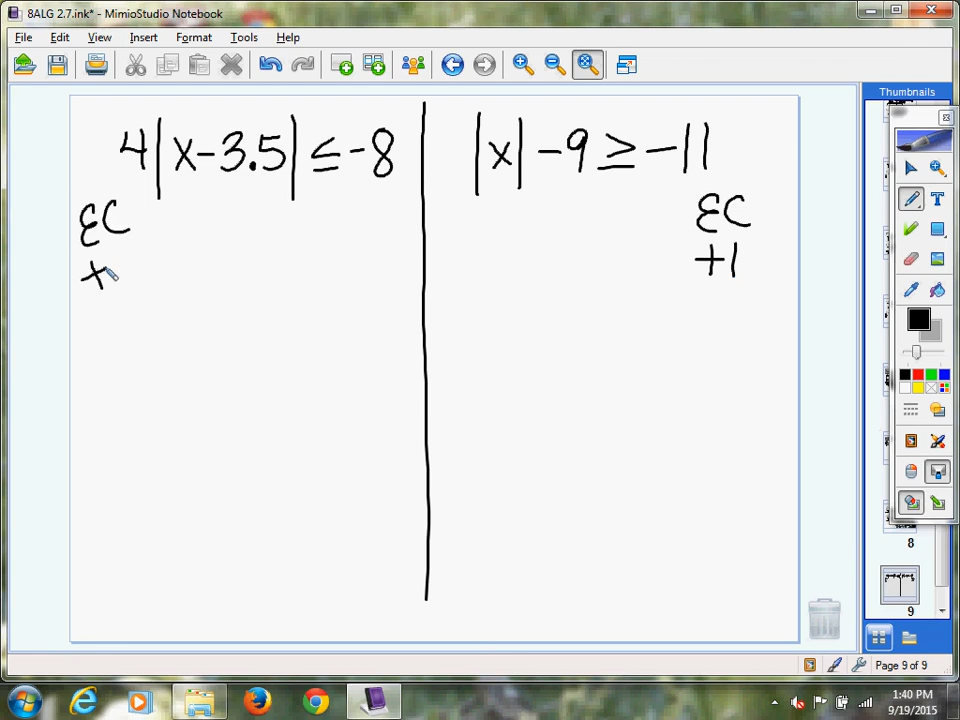 8ALG 2.7.ink* - MimioStudio Notebook
File Edit View Insert Format Tools Help
Thumbnails
4|x-3.5| ≤ -8
|x| -9 ≥ -11
EC
+
EC
+1
T
8
9
Page 9 of 9
1:40 PM
9/19/2015